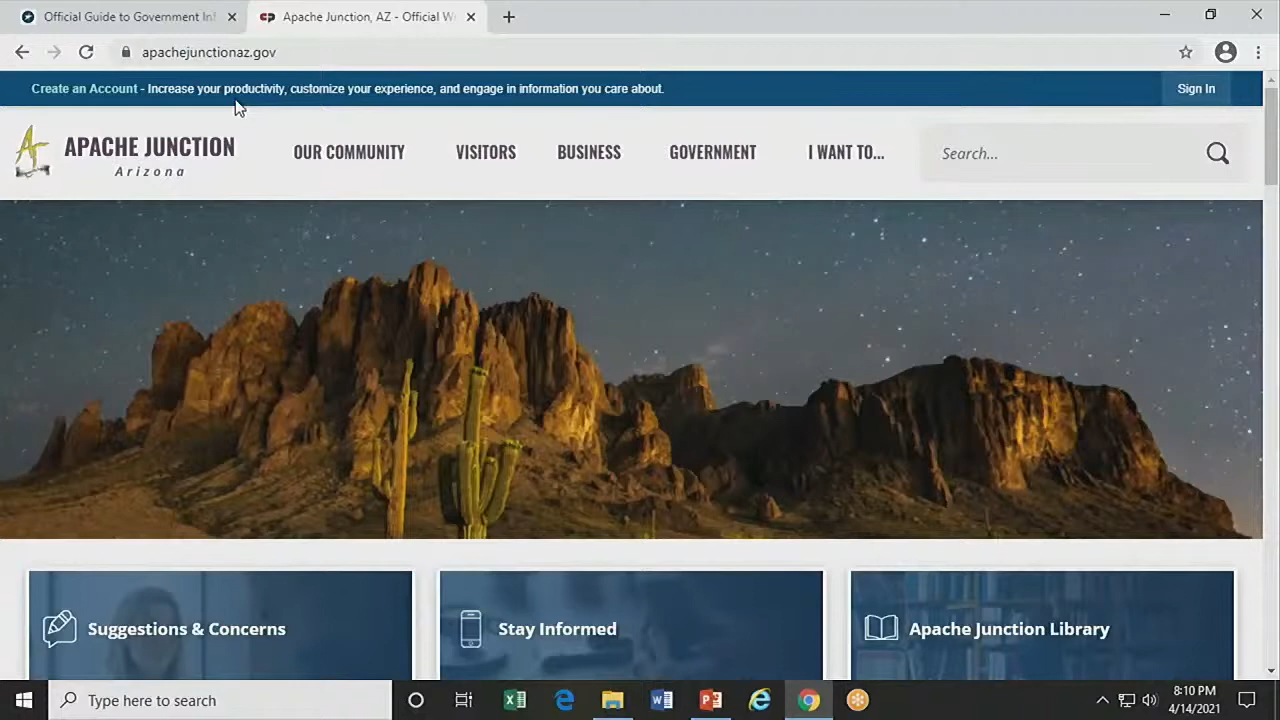 Official Guide to Government Inf
Apache Junction, AZ - Official W
apachejunctionaz.gov
Create an Account - Increase your productivity, customize your experience, and engage in information you care about.
Sign In
APACHE JUNCTION
Arizona
OUR COMMUNITY
VISITORS
BUSINESS
GOVERNMENT
I WANT TO...
Search...
Suggestions & Concerns
Stay Informed
Apache Junction Library
Type here to search
8:10 PM
4/14/2021